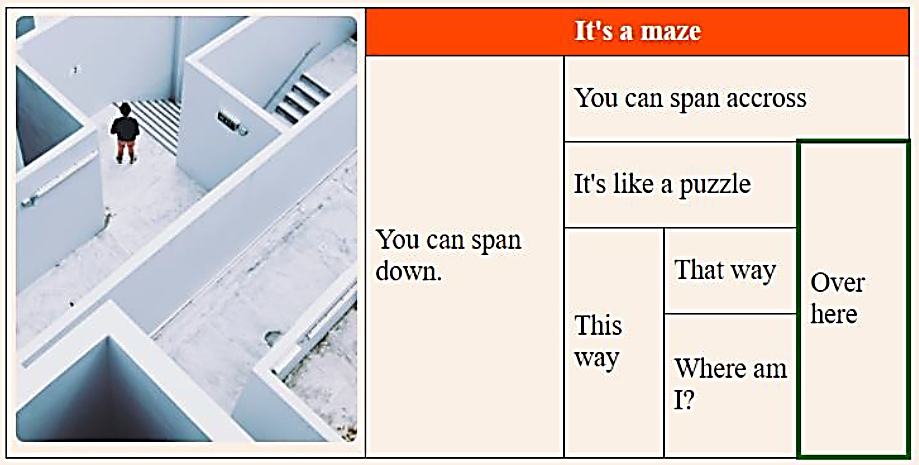 It's a maze
You can span accross
It's like a puzzle
You can span
down.
That way
Over
here
This
way
Where am
I?